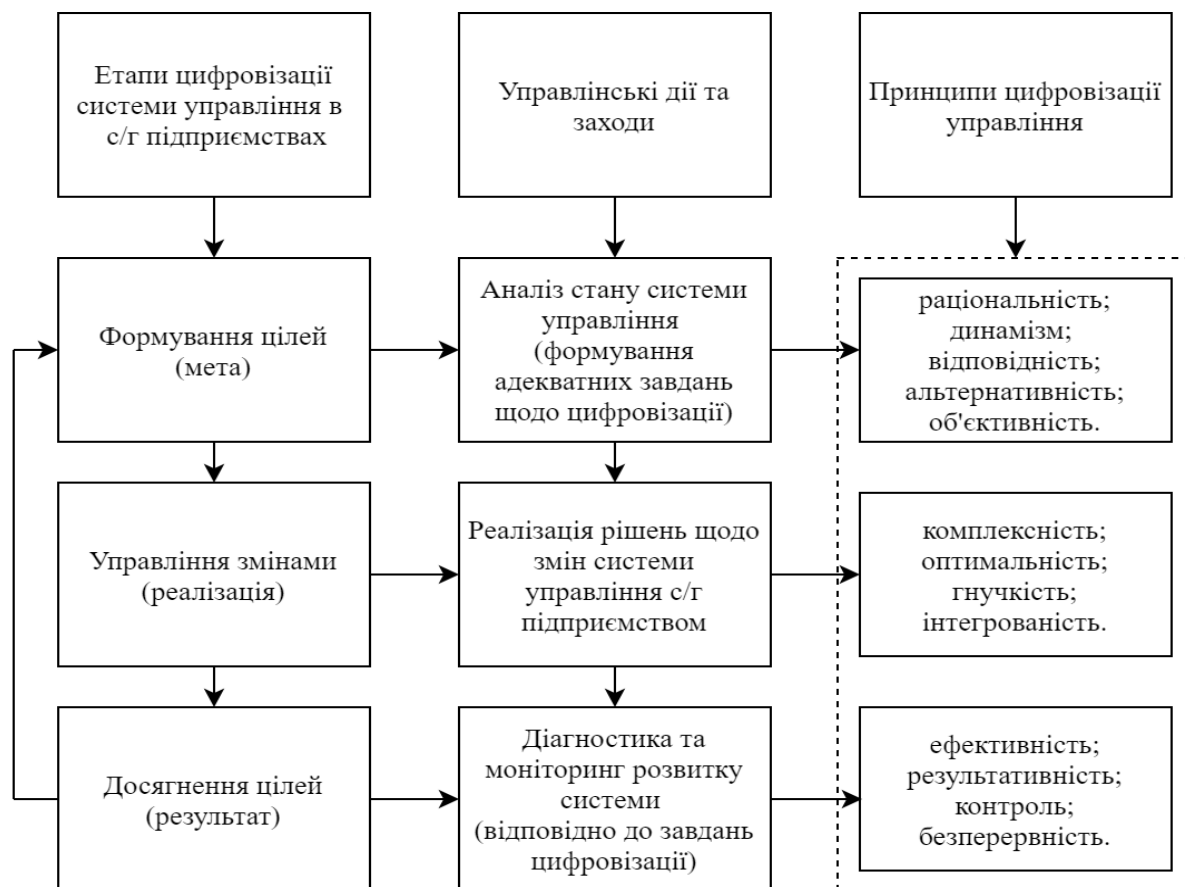 Етапи цифровізації
системи управління в
с/г підприємствах
Управлінські дії та
заходи
Принципи цифровізації
управління
Формування цілей
(мета)
Аналіз стану системи
управління
(формування
адекватних завдань
щодо цифровізації)
раціональність;
динамізм;
відповідність;
альтернативність;
об'єктивність.
Управління змінами
(реалізація)
Реалізація рішень щодо
змін системи
управління с/г
підприємством
комплексність;
оптимальність;
гнучкість;
інтегрованість.
Досягнення цілей
(результат)
Діагностика та
моніторинг розвитку
системи
(відповідно до завдань
цифровізації)
ефективність;
результативність;
контроль;
безперервність.